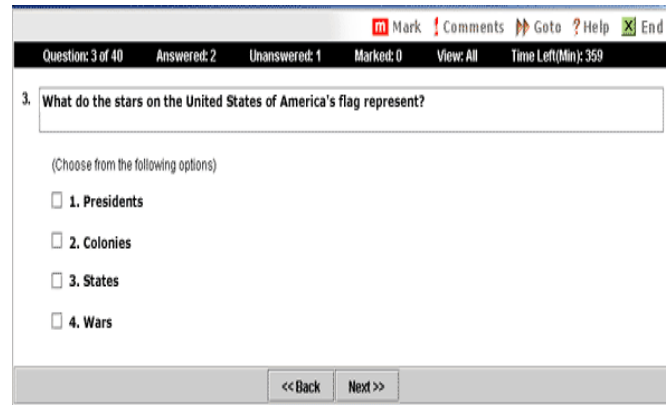 m Mark ! Comments Goto ? Help X End
Question: 3 of 40 Answered: 2 Unanswered: 1 Marked: 0 View: All Time Left(Min): 359
3. What do the stars on the United States of America's flag represent?
(Choose from the following options)
1. Presidents
2. Colonies
3. States
4. Wars
<< Back Next >>